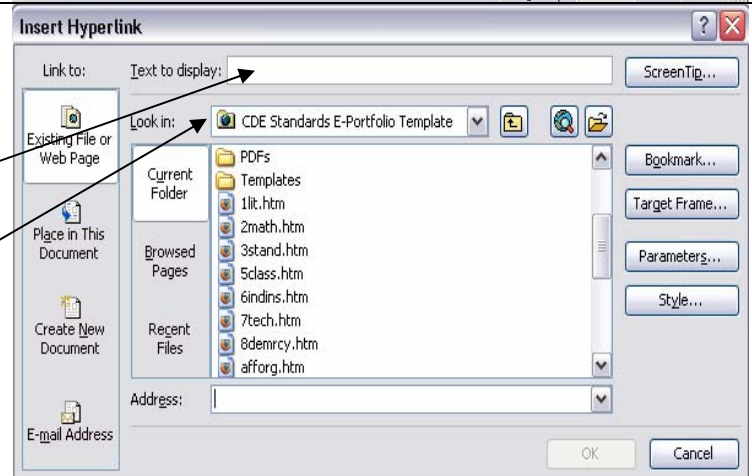 Insert Hyperlink
Link to:
Text to display:
ScreenTip...
Existing File or
Web Page
Look in:
CDE Standards E-Portfolio Template
Current
Folder
PDFs
Templates
1lit.htm
2math.htm
3stand.htm
5class.htm
6indins.htm
7tech.htm
8demrcy.htm
afforg.htm
Bookmark...
Target Frame...
Parameters...
Style...
Place in This
Document
Browsed
Pages
Create New
Document
Recent
Files
E-mail Address
Address:
OK
Cancel